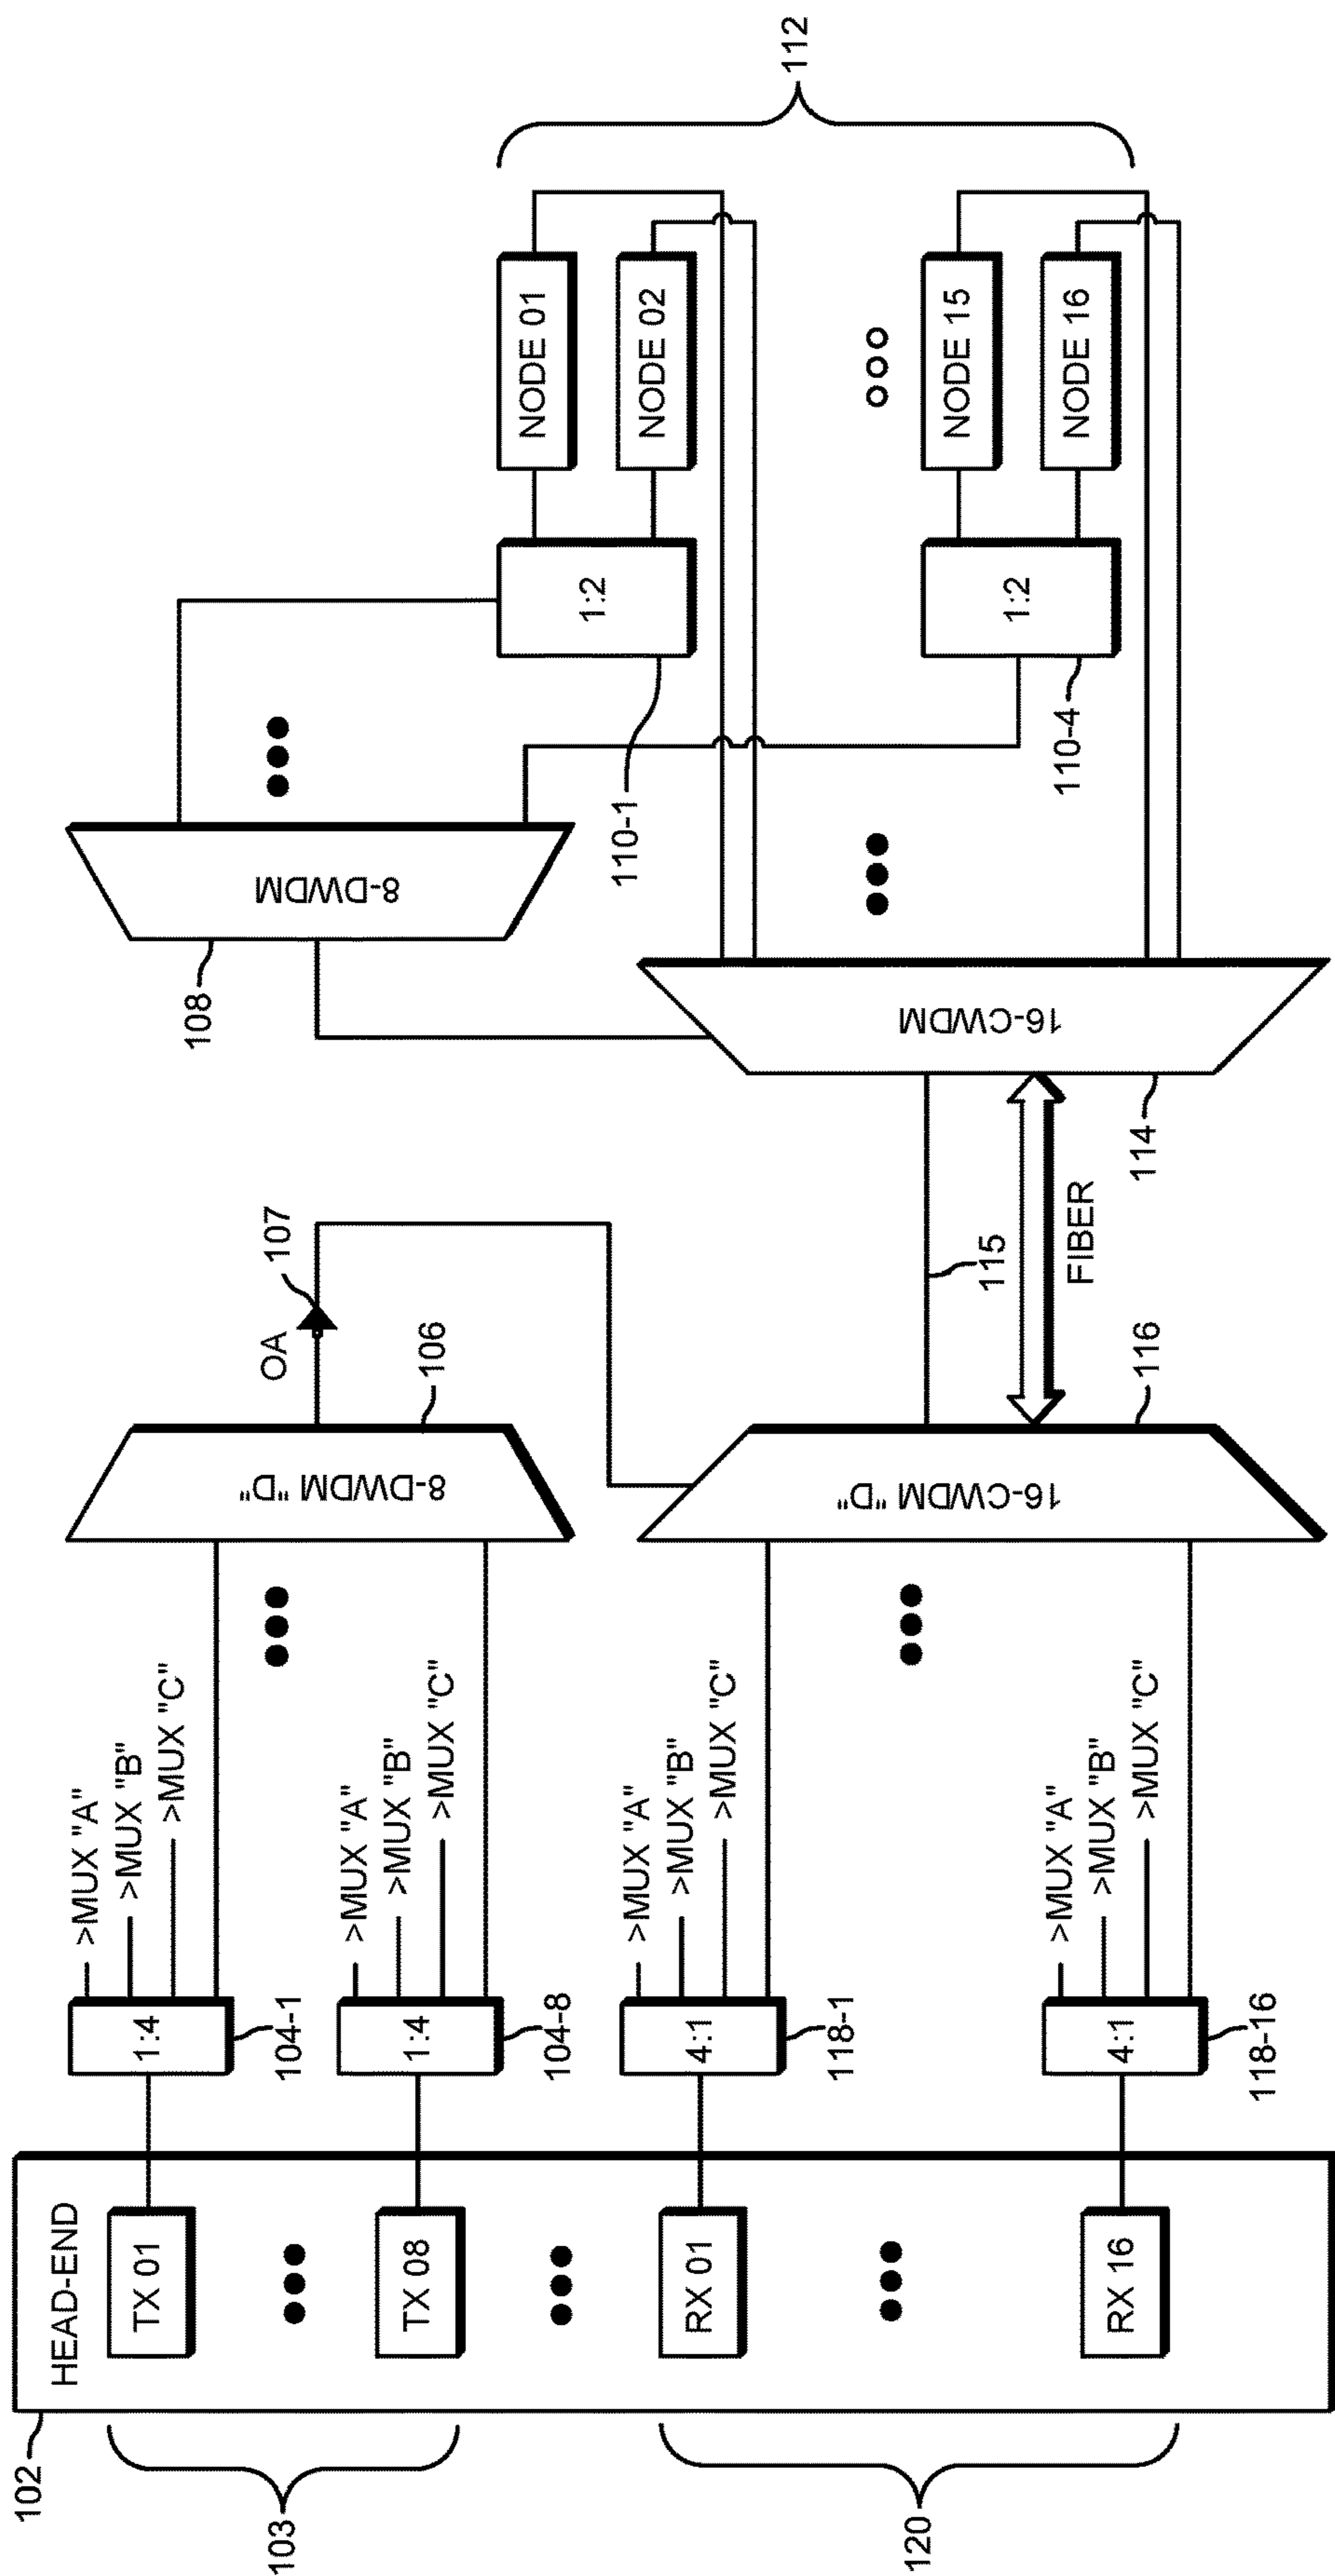 102
HEAD-END
103
TX 01
TX 08
120
RX 01
RX 16
1:4
104-1
>MUX "A"
>MUX "B"
>MUX "C"
1:4
104-8
>MUX "A"
>MUX "B"
>MUX "C"
4:1
118-1
>MUX "A"
>MUX "B"
>MUX "C"
4:1
118-16
>MUX "A"
>MUX "B"
>MUX "C"
8-DWDM "D"
106
OA
107
16-CWDM "D"
116
115
FIBER
16-CWDM
114
8-DWDM
108
1:2
110-1
1:2
110-4
NODE 01
NODE 02
NODE 15
NODE 16
112